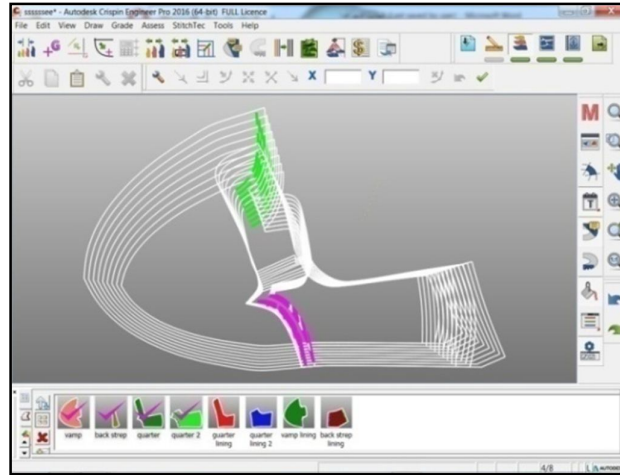 ssssssee* - Autodesk Crispin Engineer Pro 2016 (64-bit) FULL Licence
File Edit View Draw Grade Assess StitchTec Tools Help
X Y
M
vamp back strep quarter quarter 2 quarter lining quarter lining 2 vamp lining back strep lining
4/8